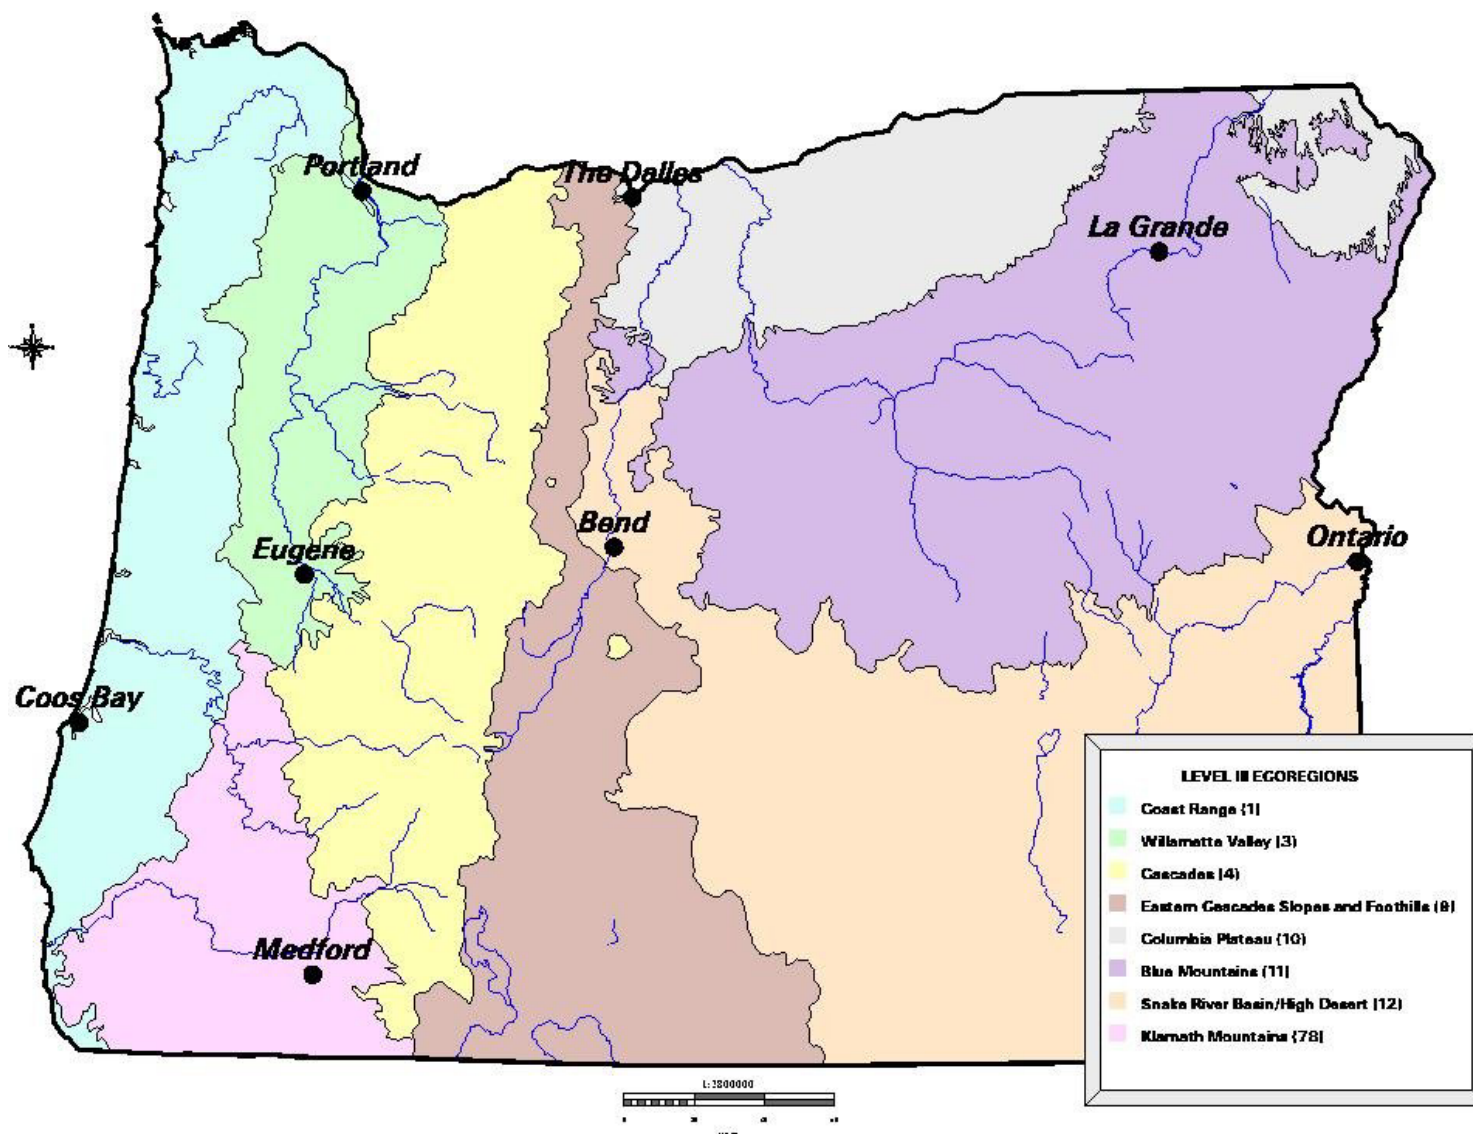 Portland
The Dalles
La Grande
Bend
Ontario
Eugene
Coos Bay
Medford
LEVEL III ECOREGIONS
Coast Range (1)
Willamette Valley (3)
Cascades (4)
Eastern Cascades Slopes and Foothills (9)
Columbia Plateau (10)
Blue Mountains (11)
Snake River Basin/High Desert (12)
Klamath Mountains (78)